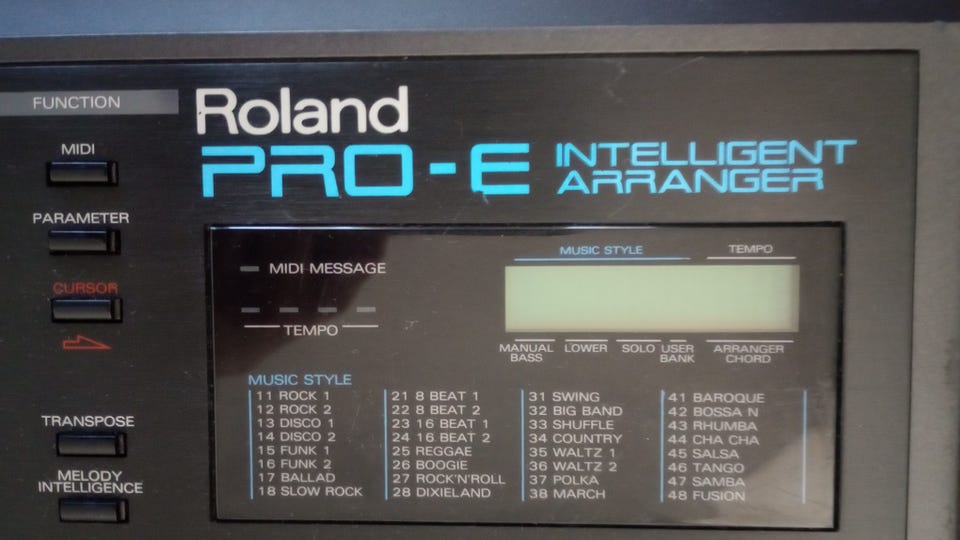 FUNCTION
MIDI
PARAMETER
CURSOR
TRANSPOSE
MELODY
INTELLIGENCE
Roland
PRO-E INTELLIGENT
ARRANGER
MIDI MESSAGE
TEMPO
MUSIC STYLE TEMPO
MANUAL
BASS
LOWER
SOLO
USER
BANK
ARRANGER
CHORD
MUSIC STYLE
11 ROCK 1
12 ROCK 2
13 DISCO 1
14 DISCO 2
15 FUNK 1
16 FUNK 2
17 BALLAD
18 SLOW ROCK
21 8 BEAT 1
22 8 BEAT 2
23 16 BEAT 1
24 16 BEAT 2
25 REGGAE
26 BOOGIE
27 ROCK'N'ROLL
28 DIXIELAND
31 SWING
32 BIG BAND
33 SHUFFLE
34 COUNTRY
35 WALTZ 1
36 WALTZ 2
37 POLKA
38 MARCH
41 BAROQUE
42 BOSSA N
43 RHUMBA
44 CHA CHA
45 SALSA
46 TANGO
47 SAMBA
48 FUSION